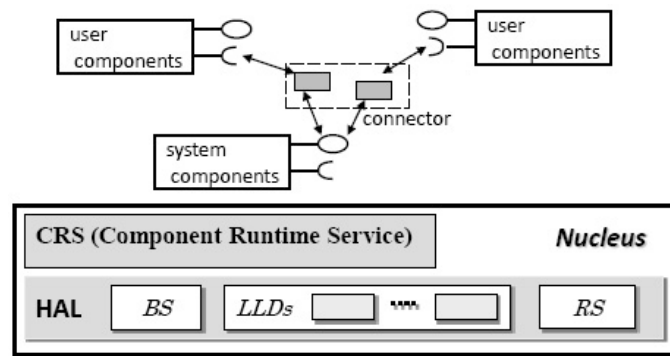 user
components
user
components
connector
system
components
CRS (Component Runtime Service)
Nucleus
HAL
BS
LLDs
RS